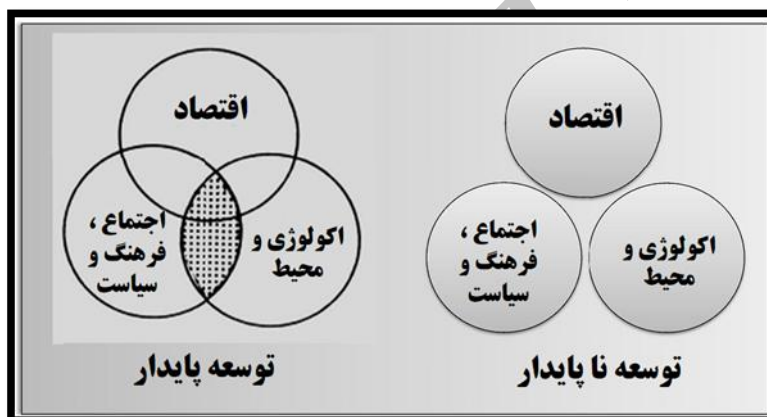 اقتصاد
اجتماع ،
فرهنگ و
سیاست
اکولوژی و
محیط
توسعه نا پایدار
اقتصاد
اجتماع ،
فرهنگ و
سیاست
اکولوژی و
محیط
توسعه پایدار